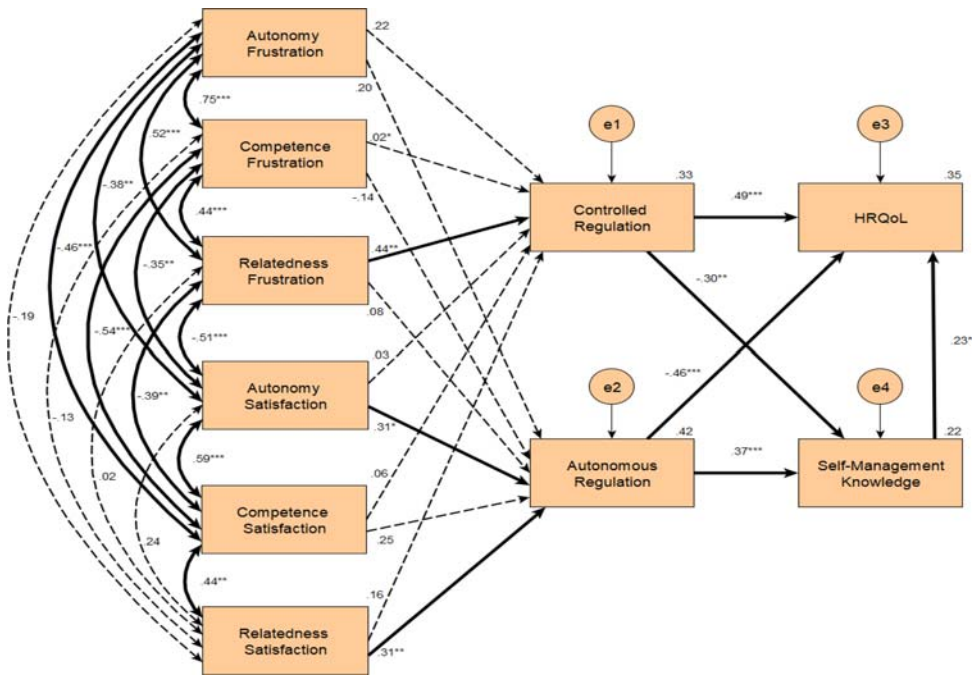 Autonomy
Frustration
Competence
Frustration
Relatedness
Frustration
Autonomy
Satisfaction
Competence
Satisfaction
Relatedness
Satisfaction
.75***
.52***
-.38**
.44***
-.46***
-.35**
-.19
-.54***
-.51***
-.39**
-.13
.59***
.02
.24
.44**
.22
.20
.02*
-.14
.44**
.08
.03
.31*
.06
.25
.16
.31**
e1
.33
Controlled
Regulation
e2
.42
Autonomous
Regulation
.49***
-.30**
-.46***
.37***
e3
.35
HRQoL
.23*
e4
.22
Self-Management
Knowledge